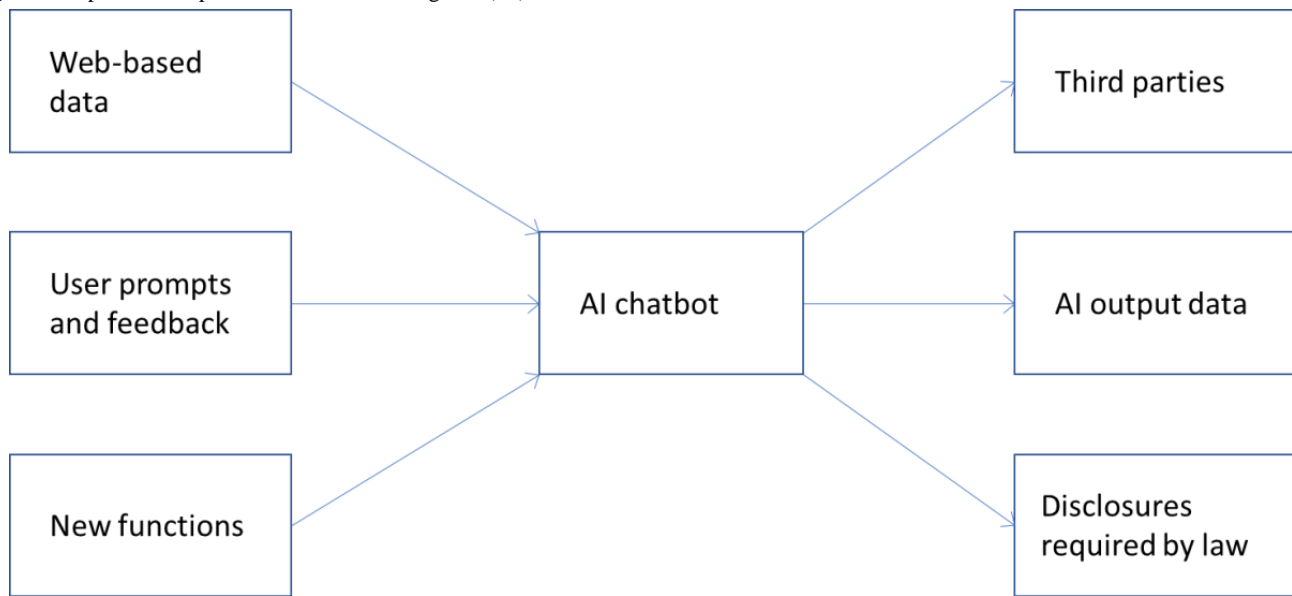 Web-based
data
Third parties
User prompts
and feedback
AI chatbot
AI output data
New functions
Disclosures
required by law